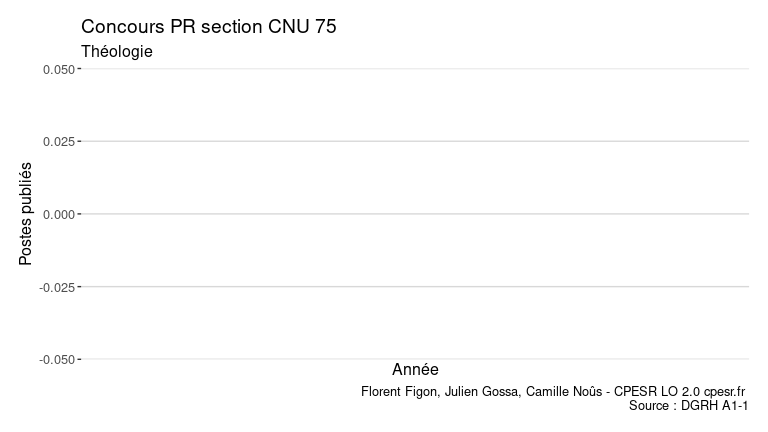 Concours PR section CNU 75
Théologie
0.050
0.025
0.000
-0.025
-0.050
Postes publiés
Année
Florent Figon, Julien Gossa, Camille Noûs - CPESR LO 2.0 cpesr.fr
Source : DGRH A1-1